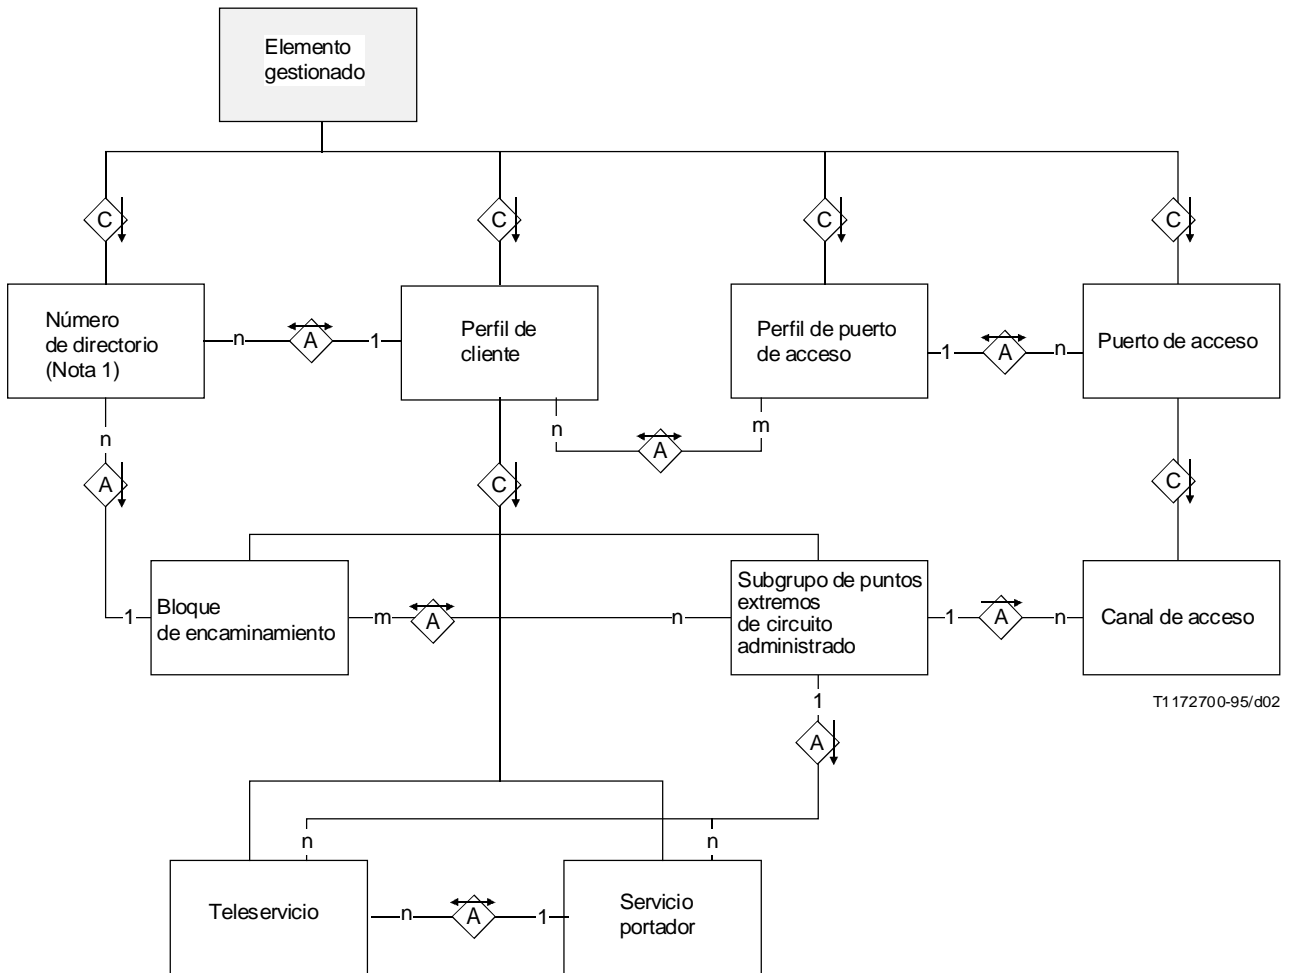 Elemento
gestionado
C
C
C
C
Número
de directorio
(Nota 1)
n
A
1
Perfil de
cliente
Perfil de puerto
de acceso
1
A
n
Puerto de acceso
n
n
A
m
A
C
C
1
Bloque
de encaminamiento
m
A
n
Subgrupo de puntos
extremos
de circuito
administrado
1
A
n
Canal de acceso
1
T1172700-95/d02
A
n
n
Teleservicio
n
A
1
Servicio
portador